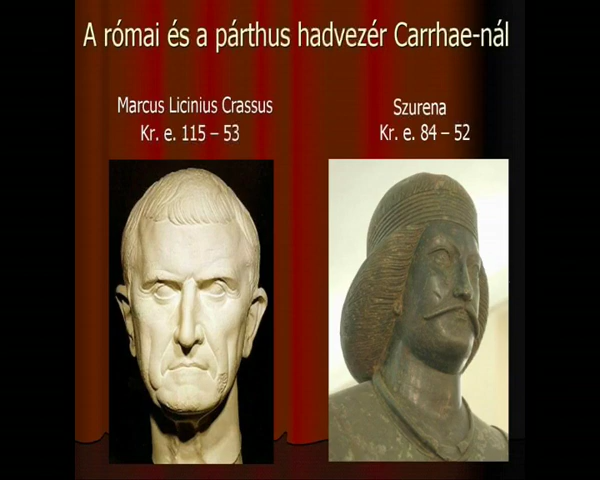 A római és a párthus hadvezér Carrhae-nál
Marcus Licinius Crassus
Kr. e. 115 – 53
Szurena
Kr. e. 84 – 52